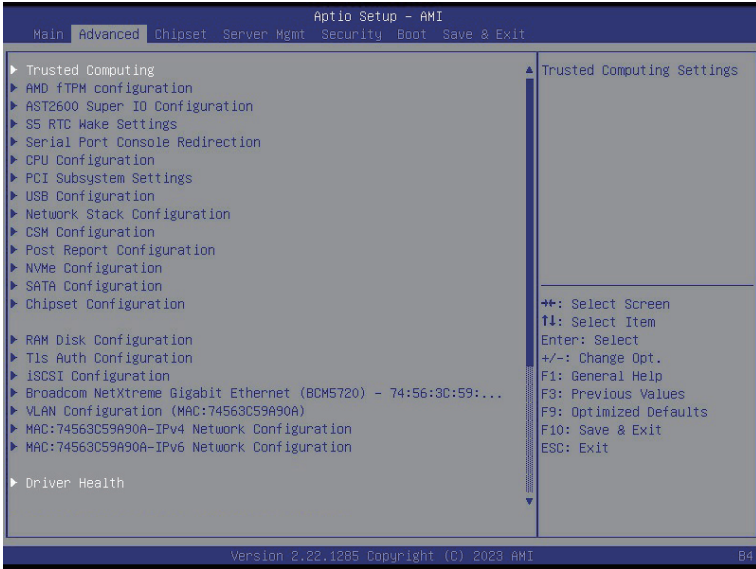 Aptio Setup – AMI
Main Advanced Chipset Server Mgmt Security Boot Save & Exit
Trusted Computing
AMD fTPM configuration
AST2600 Super IO Configuration
S5 RTC Wake Settings
Serial Port Console Redirection
CPU Configuration
PCI Subsystem Settings
USB Configuration
Network Stack Configuration
CSM Configuration
Post Report Configuration
NVMe Configuration
SATA Configuration
Chipset Configuration
RAM Disk Configuration
Tls Auth Configuration
iSCSI Configuration
Broadcom NetXtreme Gigabit Ethernet (BCM5720) – 74:56:3C:59:...
VLAN Configuration (MAC:74563C59A90A)
MAC:74563C59A90A-IPv4 Network Configuration
MAC:74563C59A90A-IPv6 Network Configuration
Driver Health
Trusted Computing Settings
→←: Select Screen
↑↓: Select Item
Enter: Select
+/-: Change Opt.
F1: General Help
F3: Previous Values
F9: Optimized Defaults
F10: Save & Exit
ESC: Exit
Version 2.22.1285 Copyright (C) 2023 AMI
B4